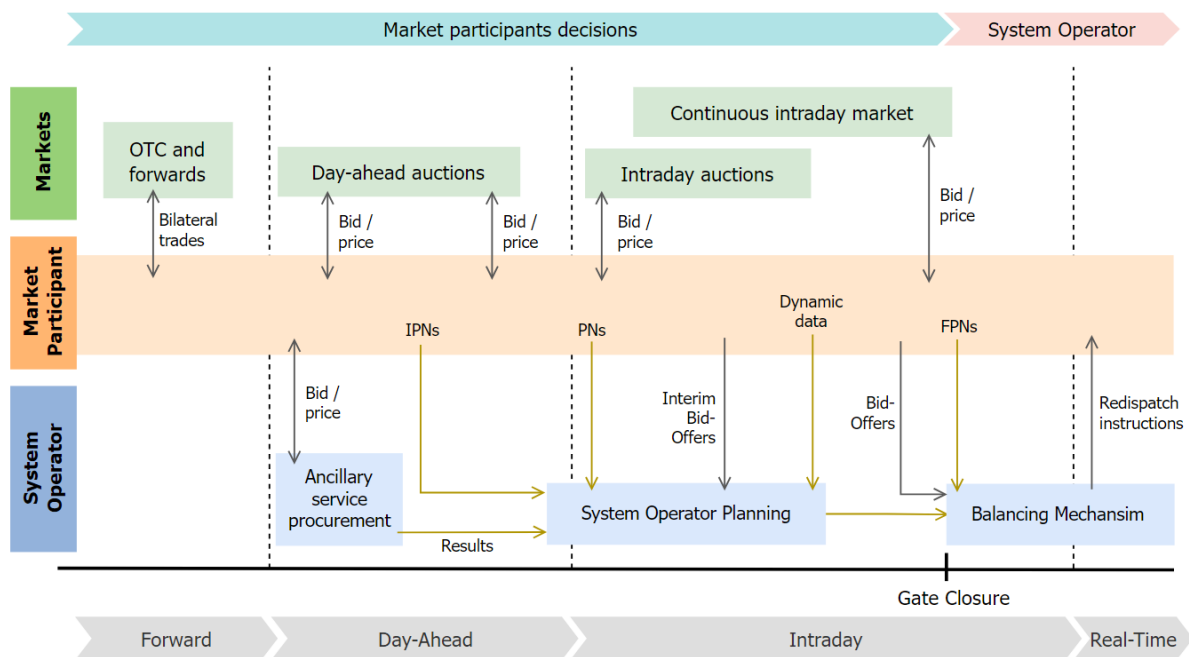 Market participants decisions
System Operator
Markets
OTC and
forwards
Day-ahead auctions
Intraday auctions
Continuous intraday market
Bilateral
trades
Bid /
price
Bid /
price
Bid /
price
Bid /
price
Market
Participant
IPNs
PNs
Dynamic
data
FPNs
System
Operator
Bid /
price
Interim
Bid-
Offers
Bid-
Offers
Redispatch
instructions
Ancillary
service
procurement
Results
System Operator Planning
Balancing Mechansim
Gate Closure
Forward
Day-Ahead
Intraday
Real-Time